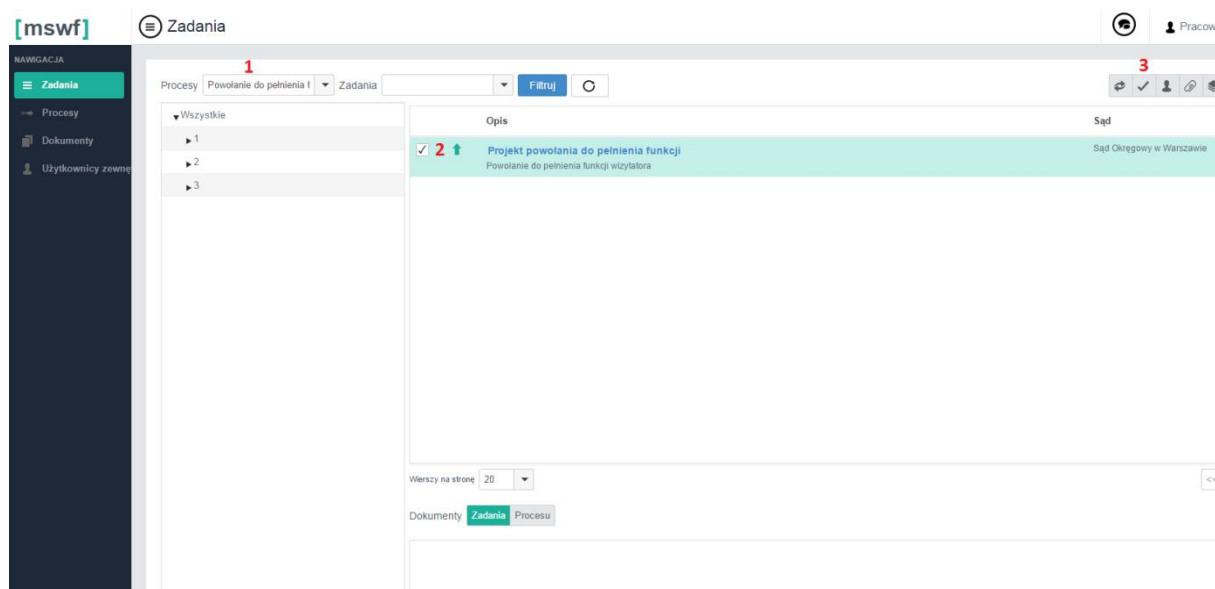 [mswf]
Zadania
Pracow
NAWIGACJA
Zadania
Procesy
Dokumenty
Użytkownicy zewnę
1
3
Procesy Powołanie do pełnienia f Zadania Filtruj
Wszystkie
1
2
3
Opis Sąd
2 Projekt powołania do pełnienia funkcji Sąd Okręgowy w Warszawie
Powołanie do pełnienia funkcji wizytatora
Wierszy na stronę 20 <<
Dokumenty Zadania Procesu